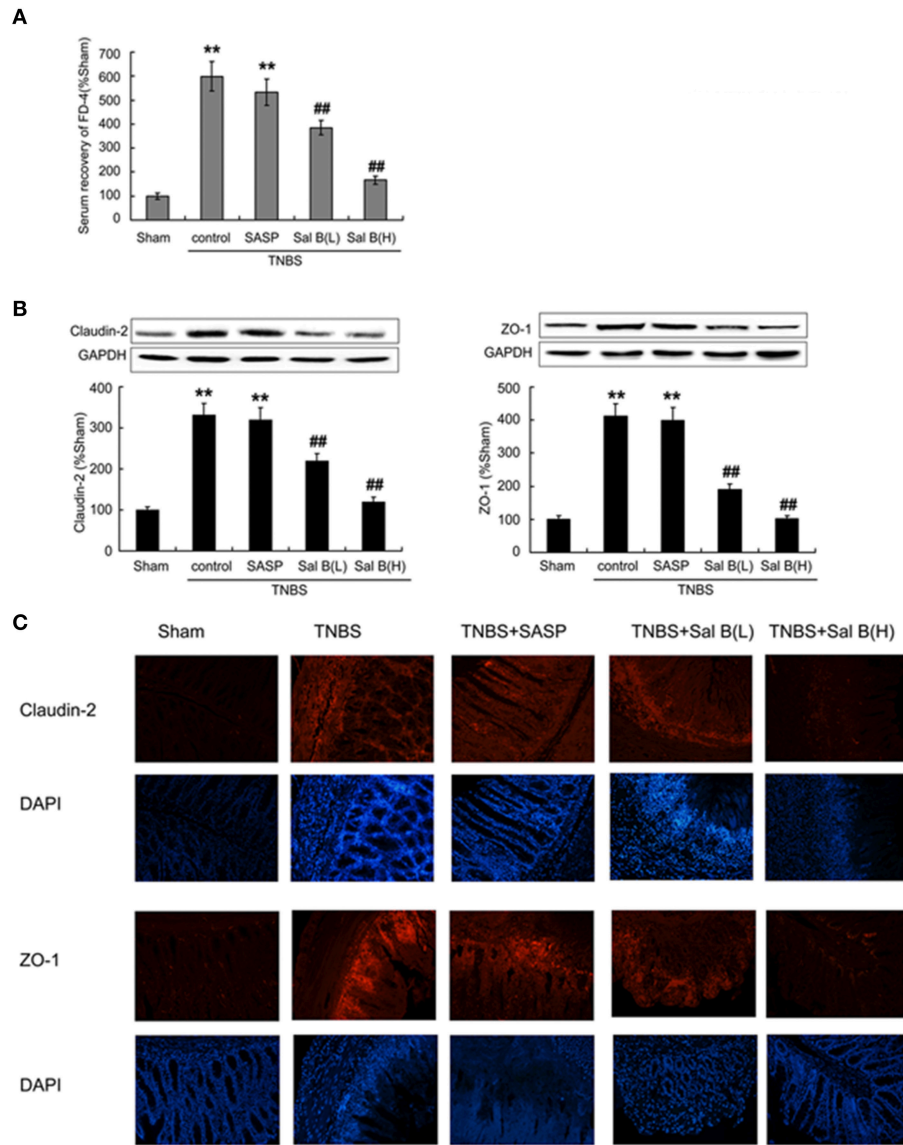 A
Serum recovery of FD-4(%Sham)
700
600
500
400
300
200
100
0
** ** ## ##
Sham control SASP Sal B(L) Sal B(H)
TNBS
B
Claudin-2
GAPDH
Claudin-2 (%Sham)
400
300
200
100
0
** ** ## ##
Sham control SASP Sal B(L) Sal B(H)
TNBS
ZO-1
GAPDH
ZO-1 (%Sham)
500
400
300
200
100
0
** ** ## ##
Sham control SASP Sal B(L) Sal B(H)
TNBS
C
Sham TNBS TNBS+SASP TNBS+Sal B(L) TNBS+Sal B(H)
Claudin-2
DAPI
ZO-1
DAPI